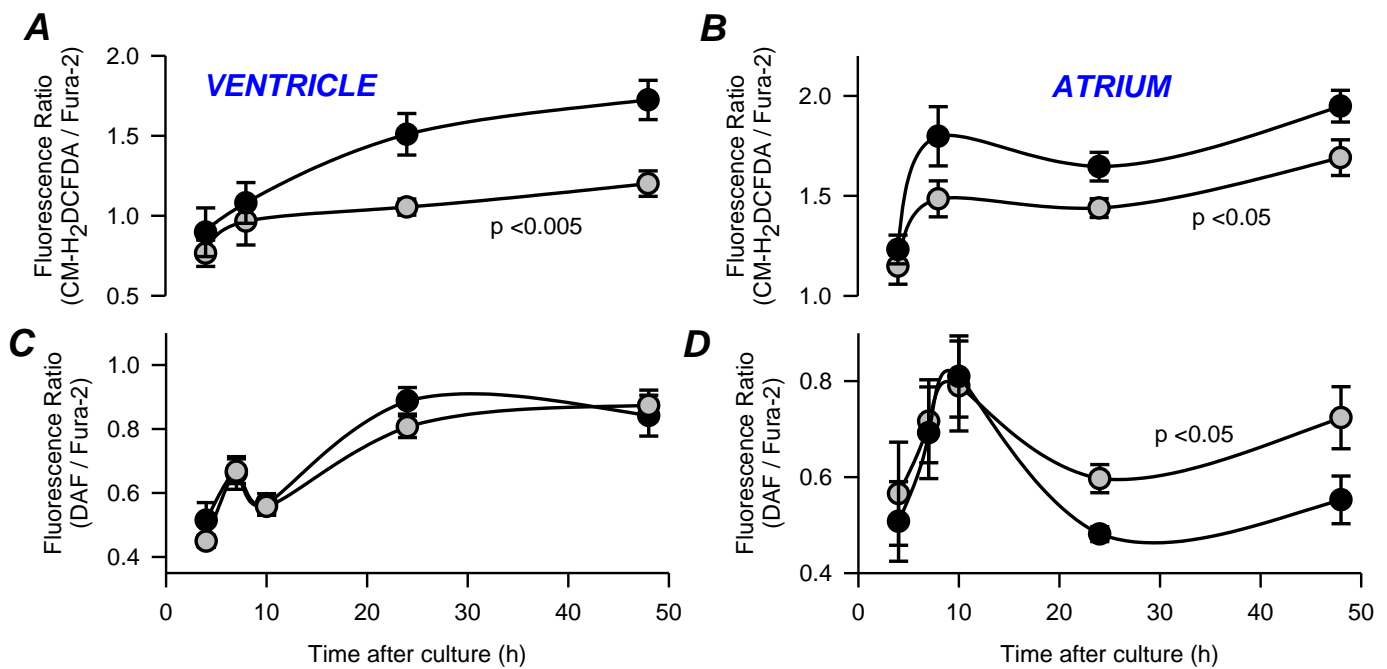 A
VENTRICLE
Fluorescence Ratio
(CM-H2DCFDA / Fura-2)
2.0
1.5
1.0
0.5
p <0.005
B
ATRIUM
Fluorescence Ratio
(CM-H2DCFDA / Fura-2)
2.0
1.5
1.0
p <0.05
C
Fluorescence Ratio
(DAF / Fura-2)
1.0
0.8
0.6
0.4
0 10 20 30 40 50
Time after culture (h)
D
Fluorescence Ratio
(DAF / Fura-2)
0.8
0.6
0.4
p <0.05
0 10 20 30 40 50
Time after culture (h)